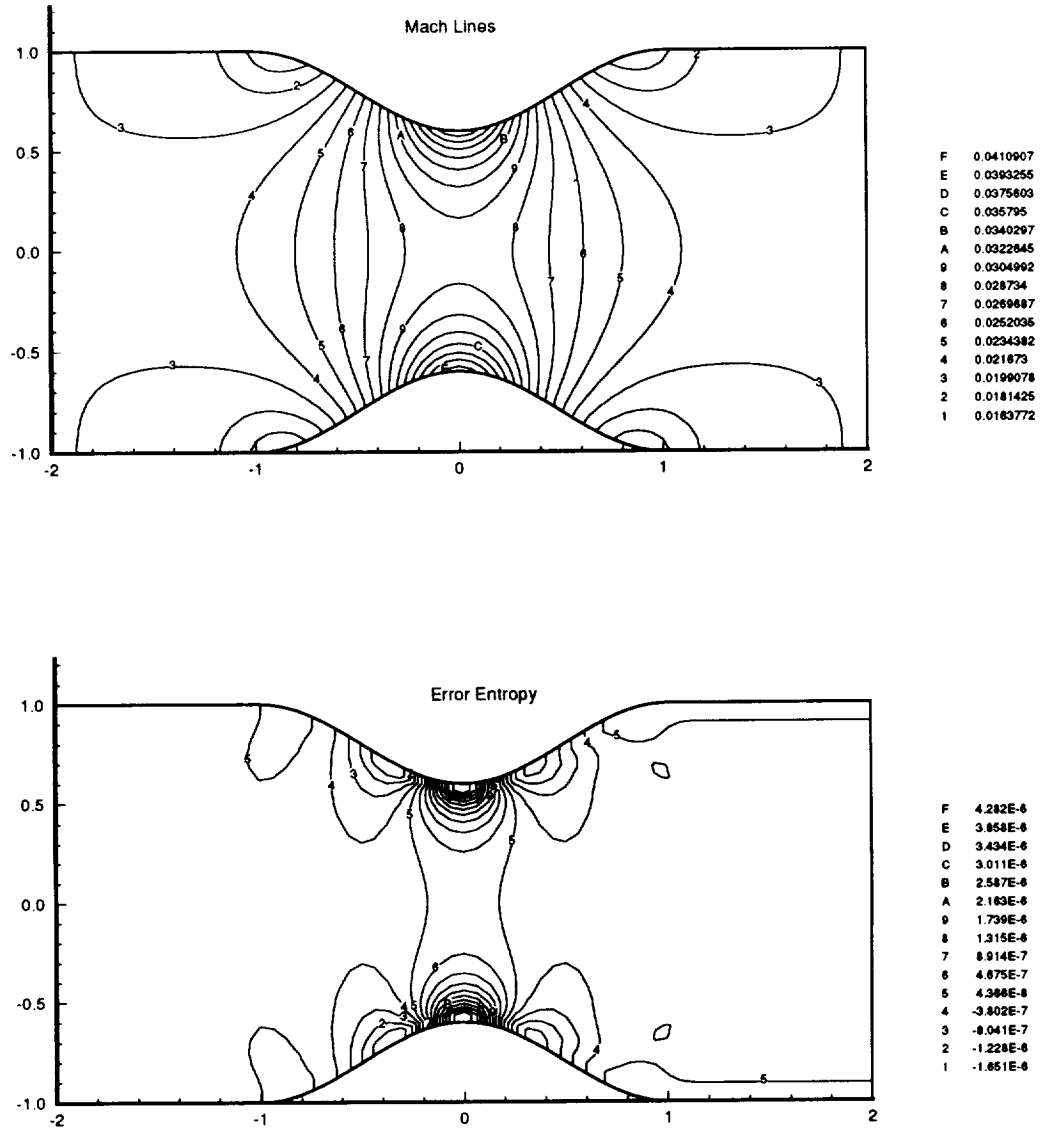 Mach Lines
1.0
0.5
0.0
-0.5
-1.0
-2
-1
0
1
2
F 0.0410907
E 0.0393255
D 0.0375603
C 0.035795
B 0.0340297
A 0.0322645
9 0.0304992
8 0.028734
7 0.0269687
6 0.0252035
5 0.0234382
4 0.021673
3 0.0199078
2 0.0181425
1 0.0163772
Error Entropy
1.0
0.5
0.0
-0.5
-1.0
-2
-1
0
1
2
F 4.282E-6
E 3.858E-6
D 3.434E-6
C 3.011E-6
B 2.587E-6
A 2.163E-6
9 1.739E-6
8 1.315E-6
7 8.914E-7
6 4.675E-7
5 4.366E-8
4 -3.802E-7
3 -8.041E-7
2 -1.228E-6
1 -1.651E-6